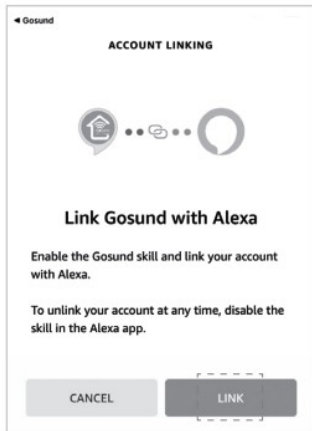 ◀ Gosund
ACCOUNT LINKING
Link Gosund with Alexa
Enable the Gosund skill and link your account
with Alexa.
To unlink your account at any time, disable the
skill in the Alexa app.
CANCEL
LINK